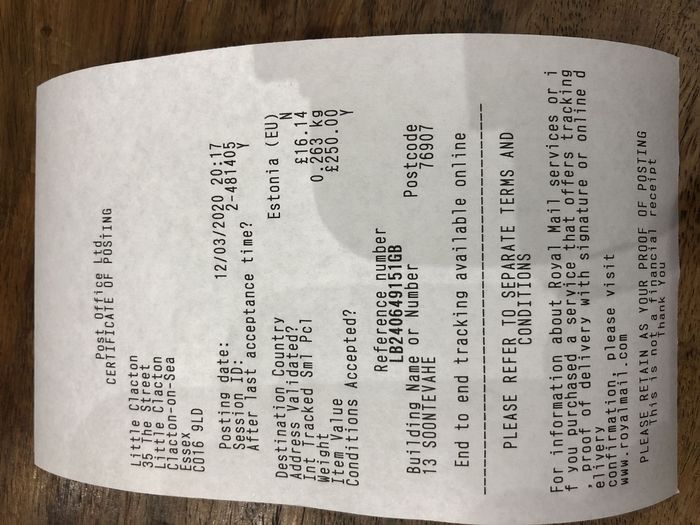 Post Office Ltd.
CERTIFICATE OF POSTING
Little Clacton
35 The Street
Little Clacton
Clacton-on-Sea
Essex
CO16 9LD
Posting date: 12/03/2020 20:17
Session ID: 2-481405
After last acceptance time? Y
Destination Country Estonia (EU)
Address Validated? N
Int Tracked Sml Pcl £16.14
Weight 0.263 kg
Item Value £250.00
Conditions Accepted? Y
Reference number
LB240649151GB
Building Name or Number Postcode
13 SOONTEVAHE 76907
End to end tracking available online
PLEASE REFER TO SEPARATE TERMS AND
CONDITIONS
For information about Royal Mail services or i
f you purchased a service that offers tracking
, proof of delivery with signature or online d
elivery
confirmation, please visit
www.royalmail.com
PLEASE RETAIN AS YOUR PROOF OF POSTING
This is not a financial receipt
Thank You